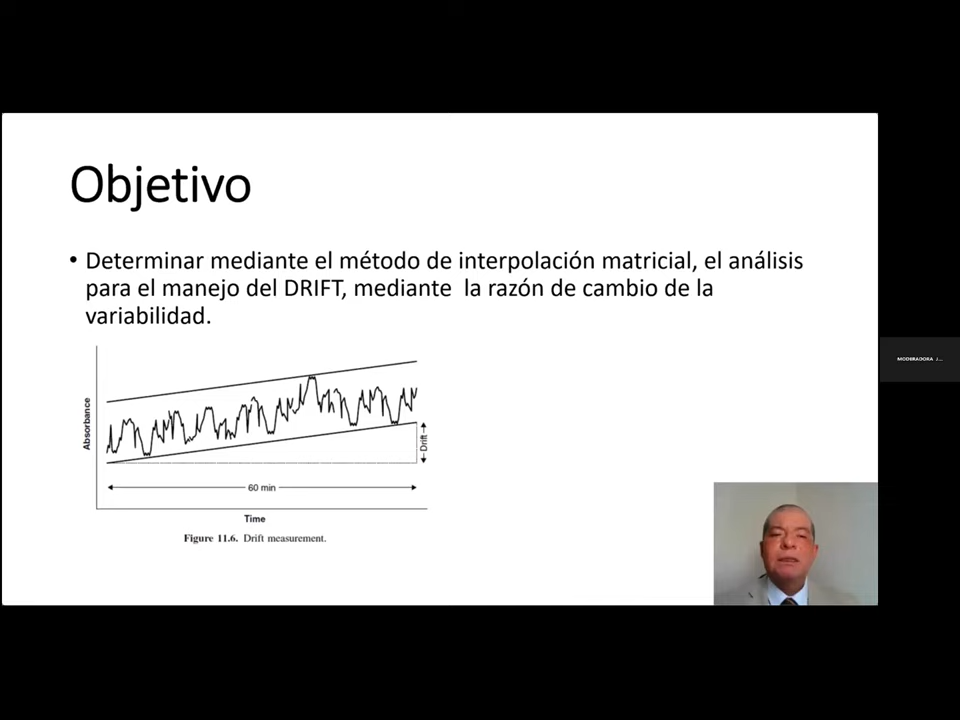 Objetivo
• Determinar mediante el método de interpolación matricial, el análisis
para el manejo del DRIFT, mediante  la razón de cambio de la
variabilidad.
Absorbance
Drift
60 min
Time
Figure 11.6. Drift measurement.
MODERADORA J...